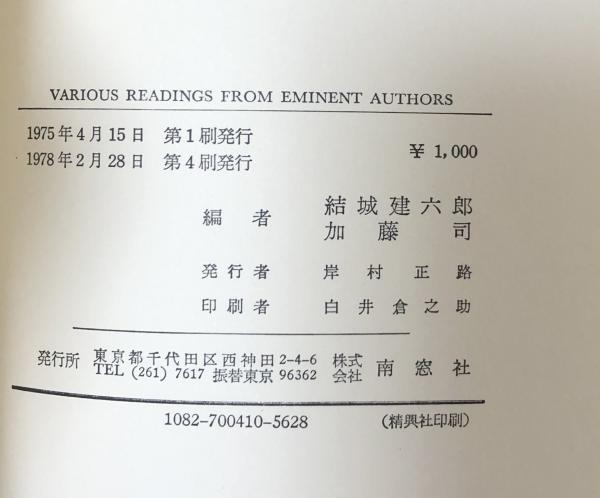 VARIOUS READINGS FROM EMINENT AUTHORS
1975年4月15日 第1刷発行
1978年2月28日 第4刷発行
¥ 1,000
編者 結城建六郎
加藤司
発行者 岸村正路
印刷者 白井倉之助
発行所 東京都千代田区西神田2-4-6 株式会社 南窓社
TEL (261) 7617 振替東京 96362
1082-700410-5628 (精興社印刷)